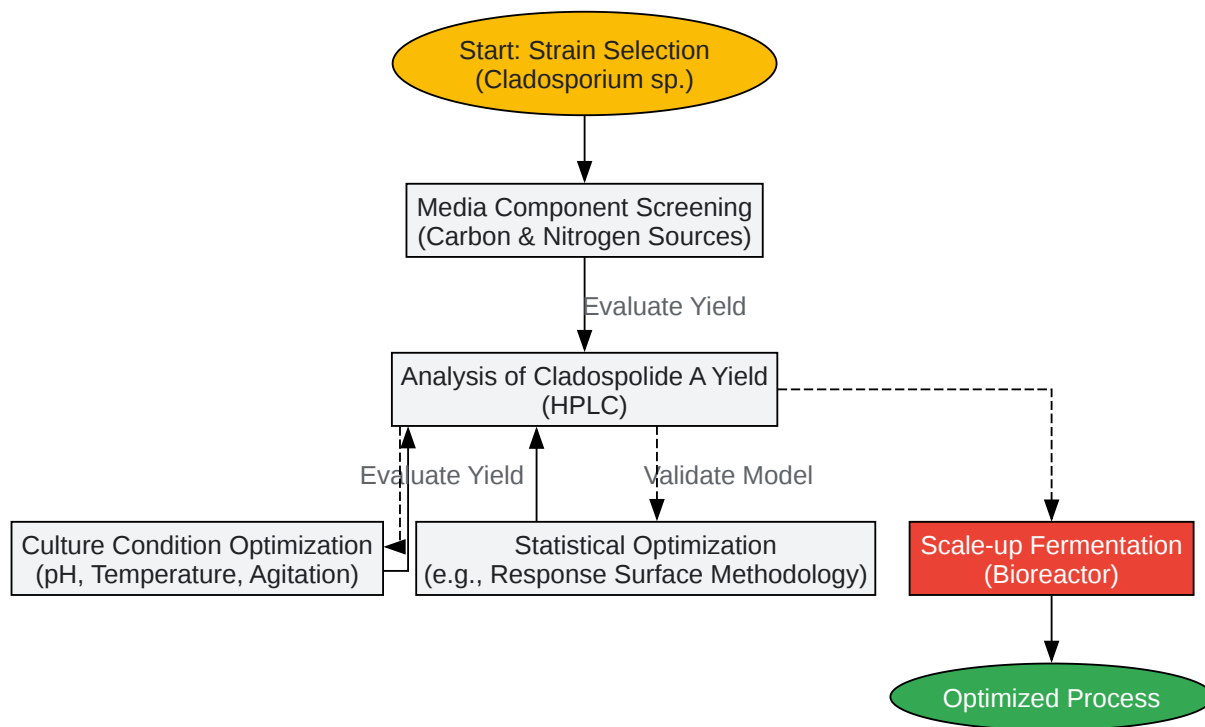 Start: Strain Selection
(Cladosporium sp.)
Media Component Screening
(Carbon & Nitrogen Sources)
Evaluate Yield
Analysis of Cladospolide A Yield
(HPLC)
Evaluate Yield
Validate Model
Culture Condition Optimization
(pH, Temperature, Agitation)
Statistical Optimization
(e.g., Response Surface Methodology)
Scale-up Fermentation
(Bioreactor)
Optimized Process